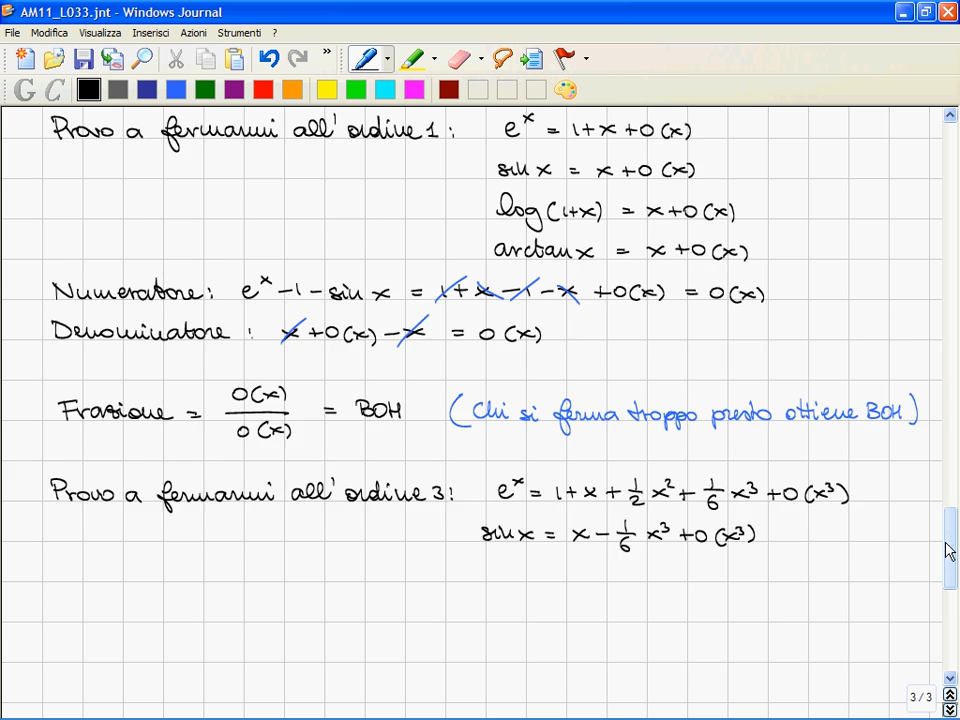 AM11_L033.jnt - Windows Journal
File Modifica Visualizza Inserisci Azioni Strumenti ?
G C
Provo a fermarmi all'ordine 1: e^x = 1+x+o(x)
sin x = x+o(x)
log(1+x) = x+o(x)
arctan x = x+o(x)
Numeratore: e^x -1 - sin x = 1+x-1-x +o(x) = o(x)
Denominatore: x+o(x)-x = o(x)
Frazione = o(x)/o(x) = BOH (Chi si ferma troppo presto ottiene BOH)
Provo a fermarmi all'ordine 3: e^x = 1+x+1/2 x^2+1/6 x^3+o(x^3)
sin x = x - 1/6 x^3 +o(x^3)
3 / 3